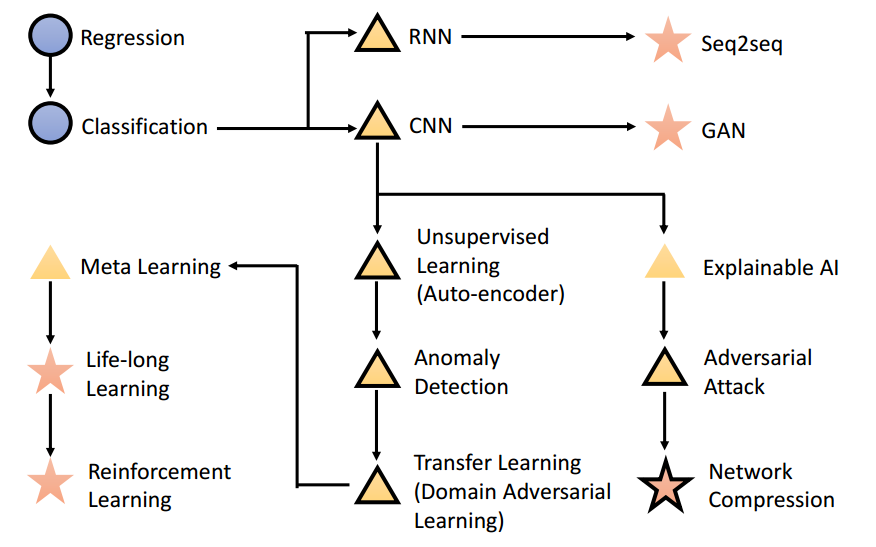 Regression
RNN
Seq2seq
Classification
CNN
GAN
Unsupervised
Learning
(Auto-encoder)
Meta Learning
Explainable AI
Life-long
Learning
Anomaly
Detection
Adversarial
Attack
Reinforcement
Learning
Transfer Learning
(Domain Adversarial
Learning)
Network
Compression